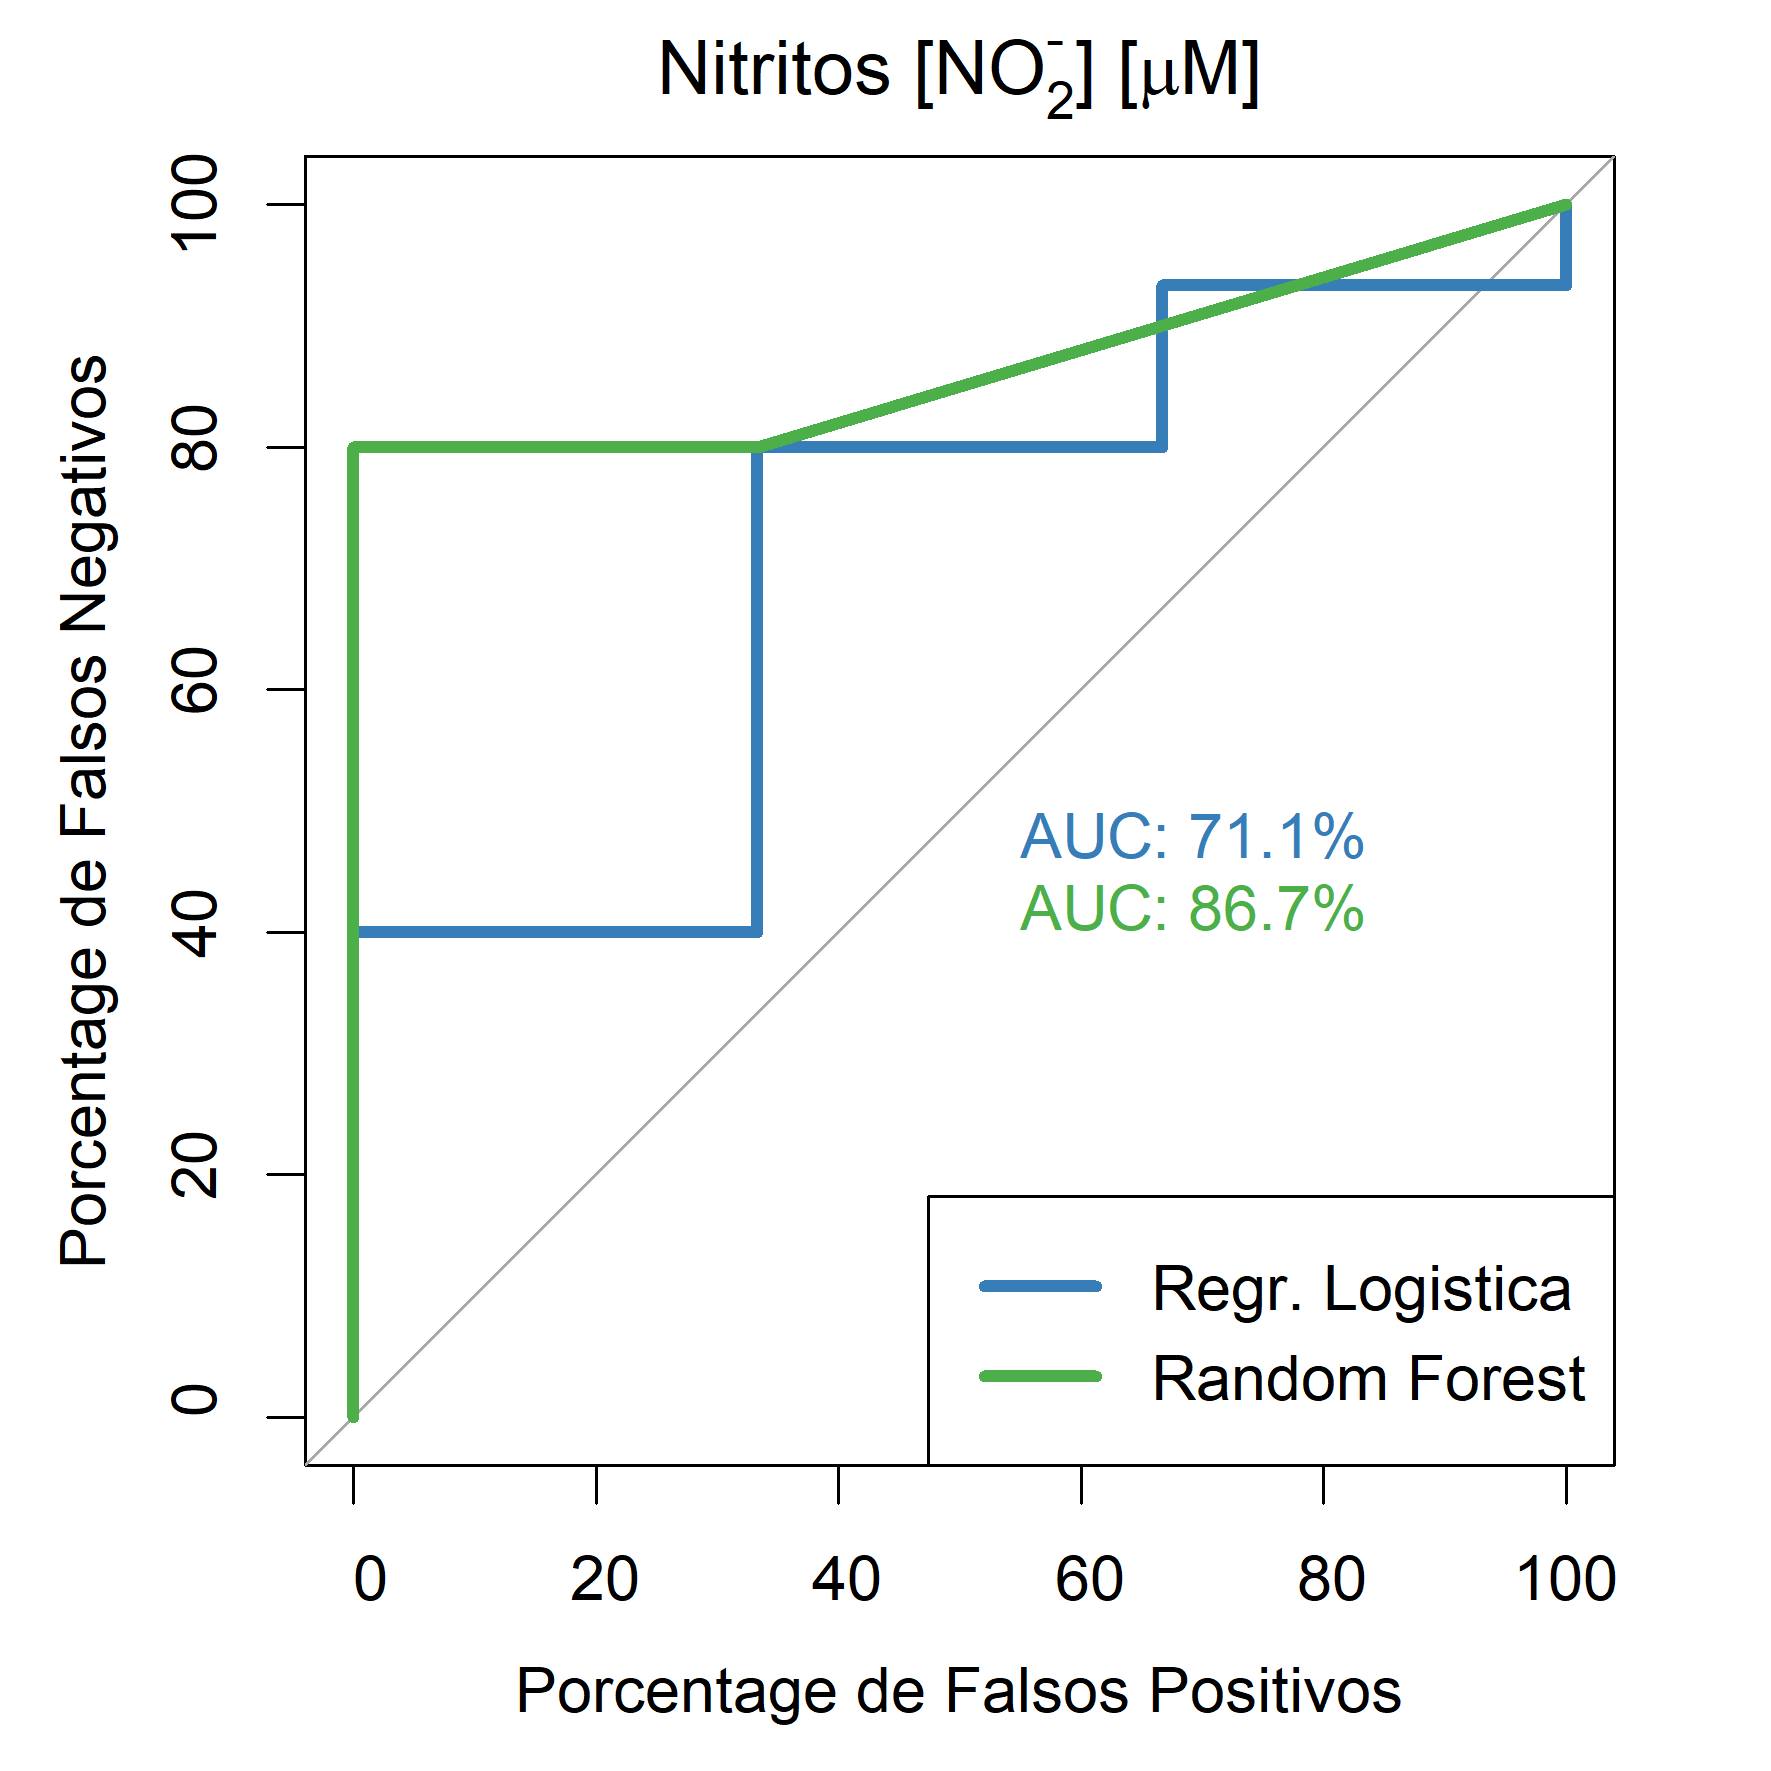 Nitritos [NO₂⁻] [μM]
Porcentage de Falsos Negativos
100
80
60
40
20
0
AUC: 71.1%
AUC: 86.7%
Regr. Logistica
Random Forest
0 20 40 60 80 100
Porcentage de Falsos Positivos